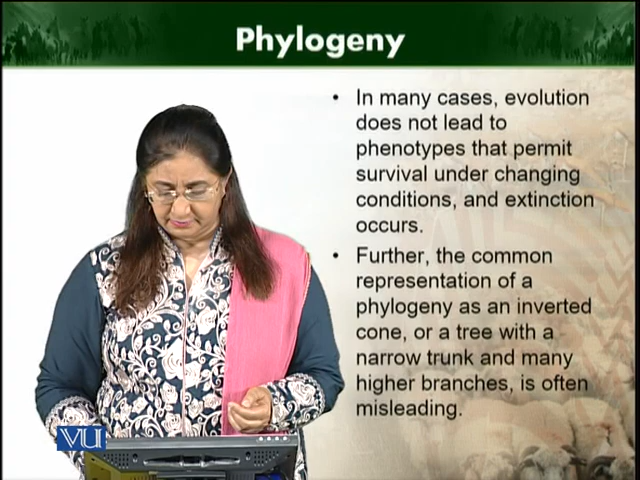 Phylogeny
• In many cases, evolution
does not lead to
phenotypes that permit
survival under changing
conditions, and extinction
occurs.
• Further, the common
representation of a
phylogeny as an inverted
cone, or a tree with a
narrow trunk and many
higher branches, is often
misleading.
VU